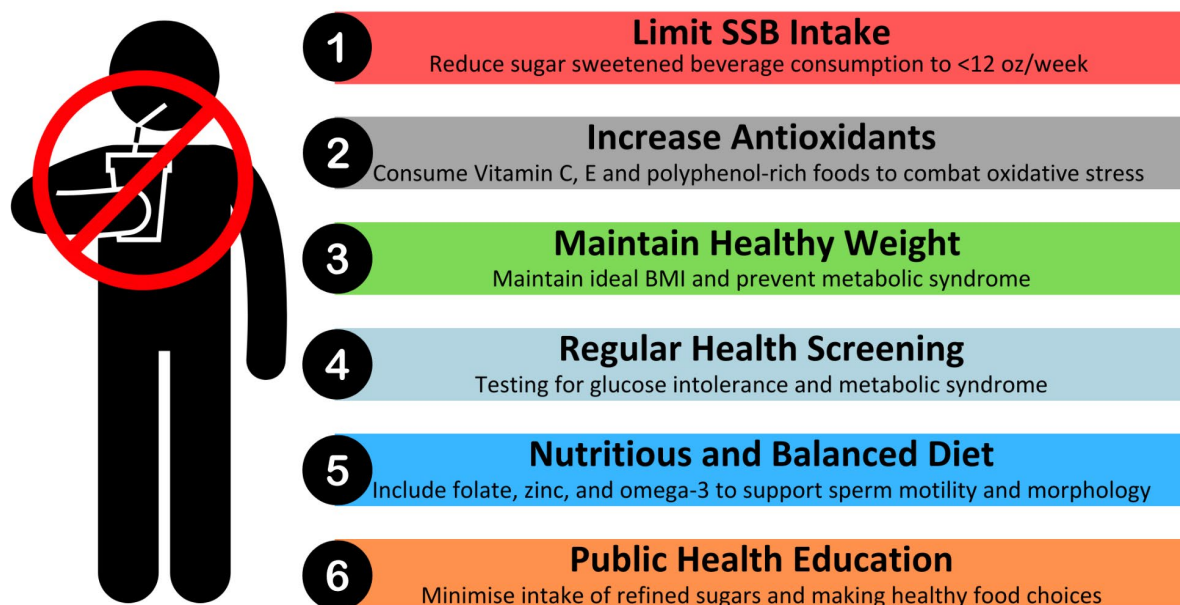 1
Limit SSB Intake
Reduce sugar sweetened beverage consumption to <12 oz/week
2
Increase Antioxidants
Consume Vitamin C, E and polyphenol-rich foods to combat oxidative stress
3
Maintain Healthy Weight
Maintain ideal BMI and prevent metabolic syndrome
4
Regular Health Screening
Testing for glucose intolerance and metabolic syndrome
5
Nutritious and Balanced Diet
Include folate, zinc, and omega-3 to support sperm motility and morphology
6
Public Health Education
Minimise intake of refined sugars and making healthy food choices